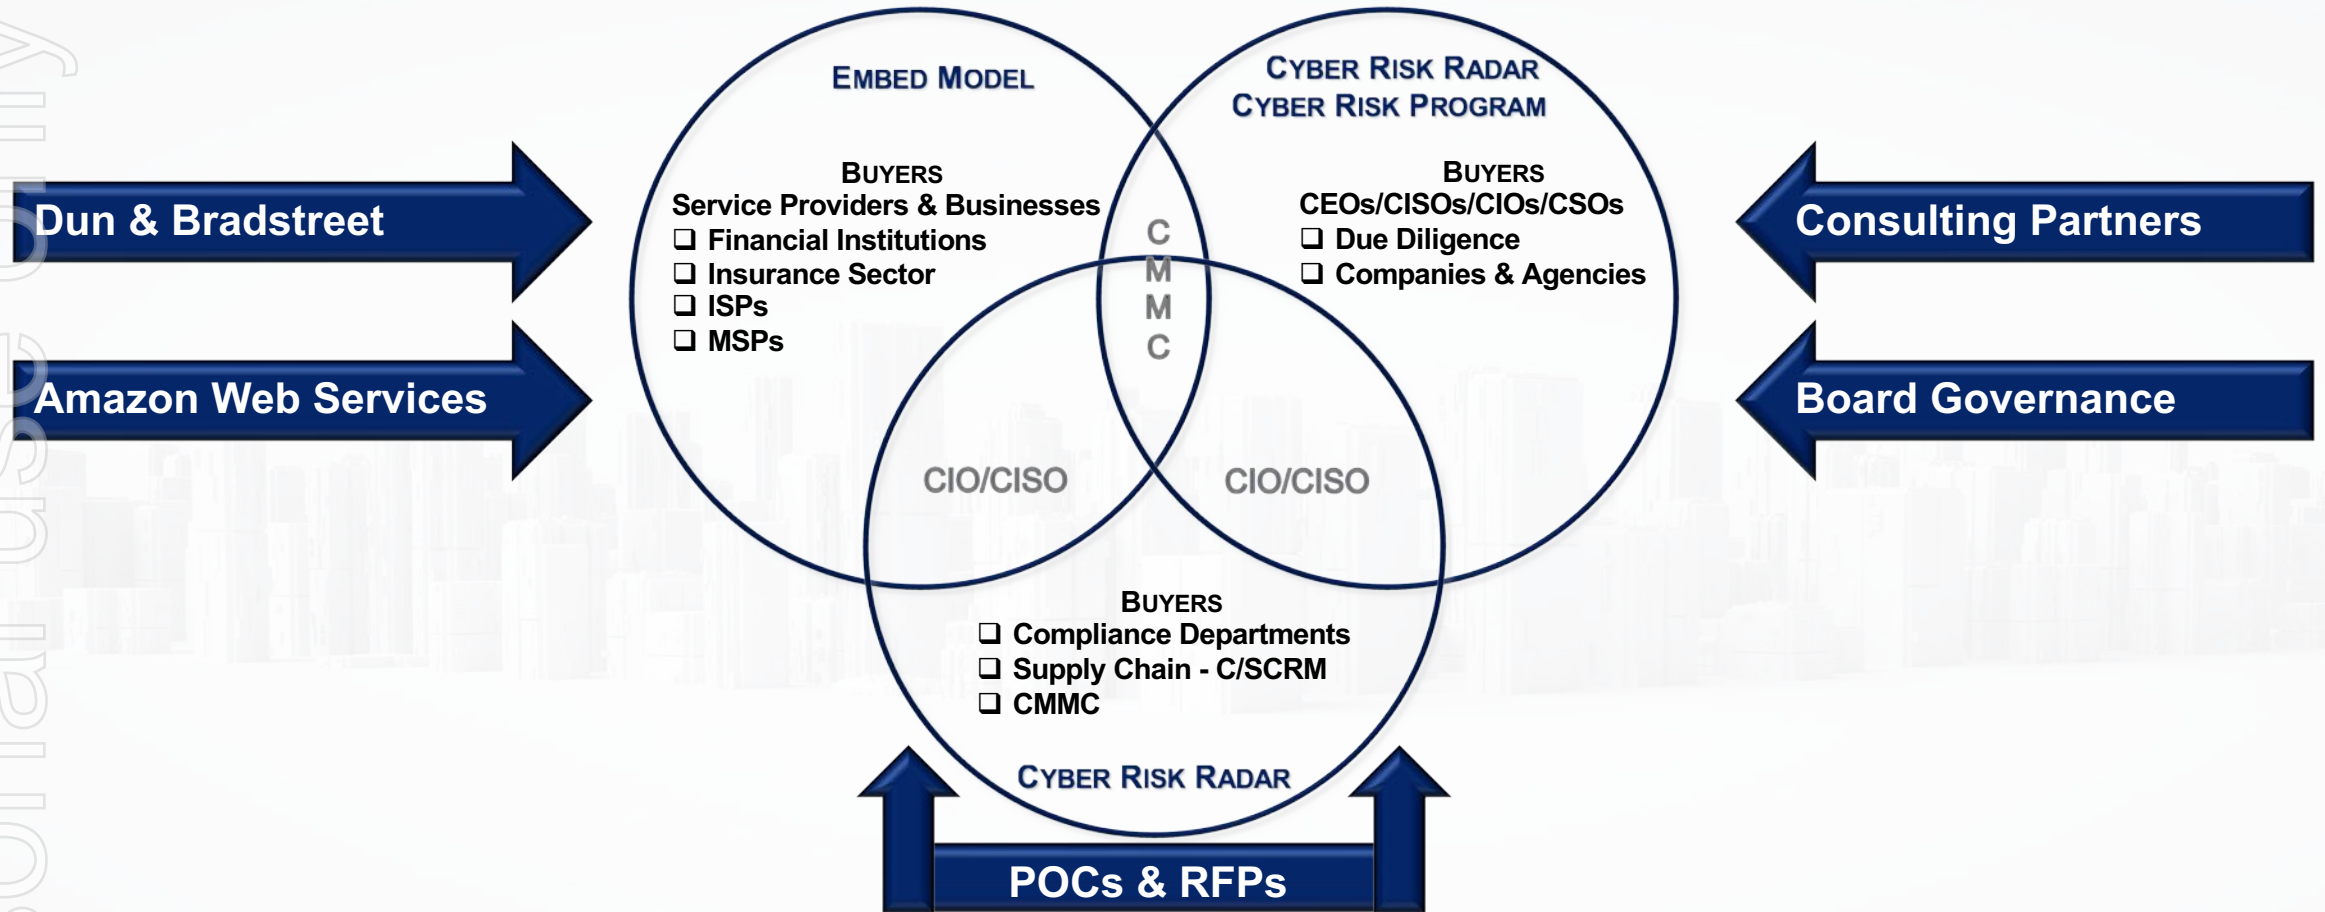 EMBED MODEL
CYBER RISK RADAR
CYBER RISK PROGRAM
BUYERS
Service Providers & Businesses
❑ Financial Institutions
❑ Insurance Sector
❑ ISPs
❑ MSPs
BUYERS
CEOs/CISOs/CIOs/CSOs
❑ Due Diligence
❑ Companies & Agencies
Dun & Bradstreet
Amazon Web Services
Consulting Partners
Board Governance
C
M
M
C
CIO/CISO
CIO/CISO
BUYERS
❑ Compliance Departments
❑ Supply Chain - C/SCRM
❑ CMMC
CYBER RISK RADAR
POCs & RFPs
use only